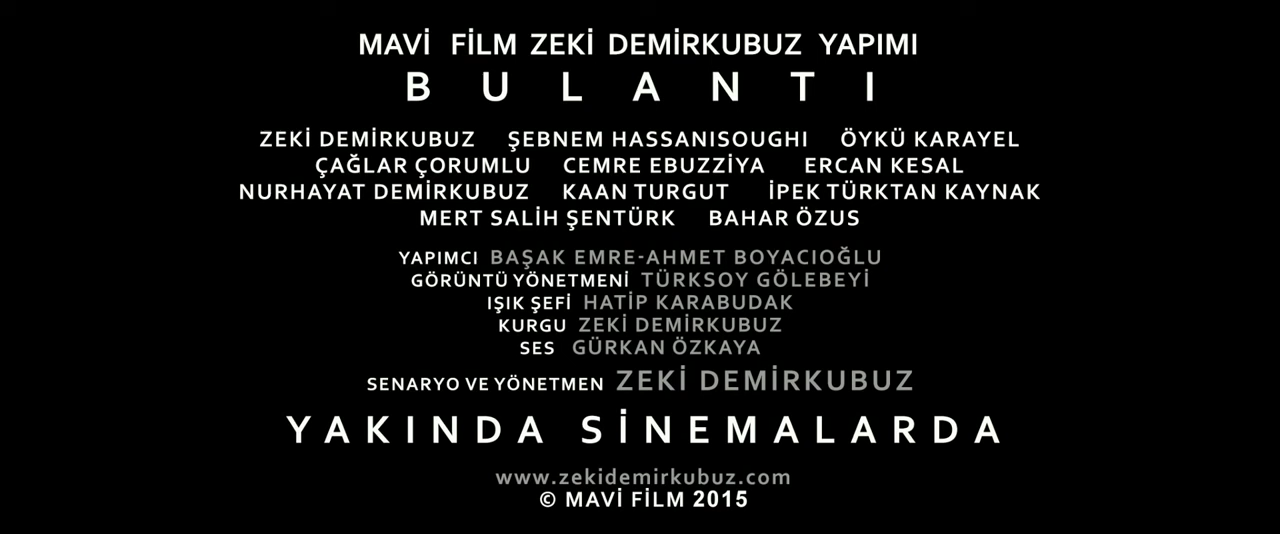 MAVİ FİLM ZEKİ DEMİRKUBUZ YAPIMI
BULANTI
ZEKİ DEMİRKUBUZ ŞEBNEM HASSANISOUGHI ÖYKÜ KARAYEL
ÇAĞLAR ÇORUMLU CEMRE EBUZZİYA ERCAN KESAL
NURHAYAT DEMİRKUBUZ KAAN TURGUT İPEK TÜRKTAN KAYNAK
MERT SALİH ŞENTÜRK BAHAR ÖZUS
YAPIMCI BAŞAK EMRE-AHMET BOYACIOĞLU
GÖRÜNTÜ YÖNETMENİ TÜRKSOY GÖLEBEYİ
IŞIK ŞEFİ HATİP KARABUDAK
KURGU ZEKİ DEMİRKUBUZ
SES GÜRKAN ÖZKAYA
SENARYO VE YÖNETMEN ZEKİ DEMİRKUBUZ
YAKINDA SİNEMALARDA
www.zekidemirkubuz.com
© MAVİ FİLM 2015